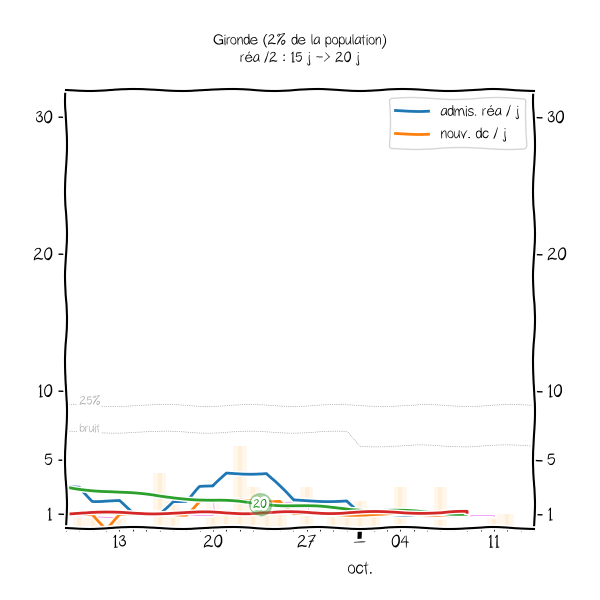 Gironde (2% de la population)
réa /2 : 15 j -> 20 j
admis. réa / j
nouv. dc / j
30
30
20
20
10
10
25%
bruit
5
5
20
1
1
13
20
27
04
11
oct.